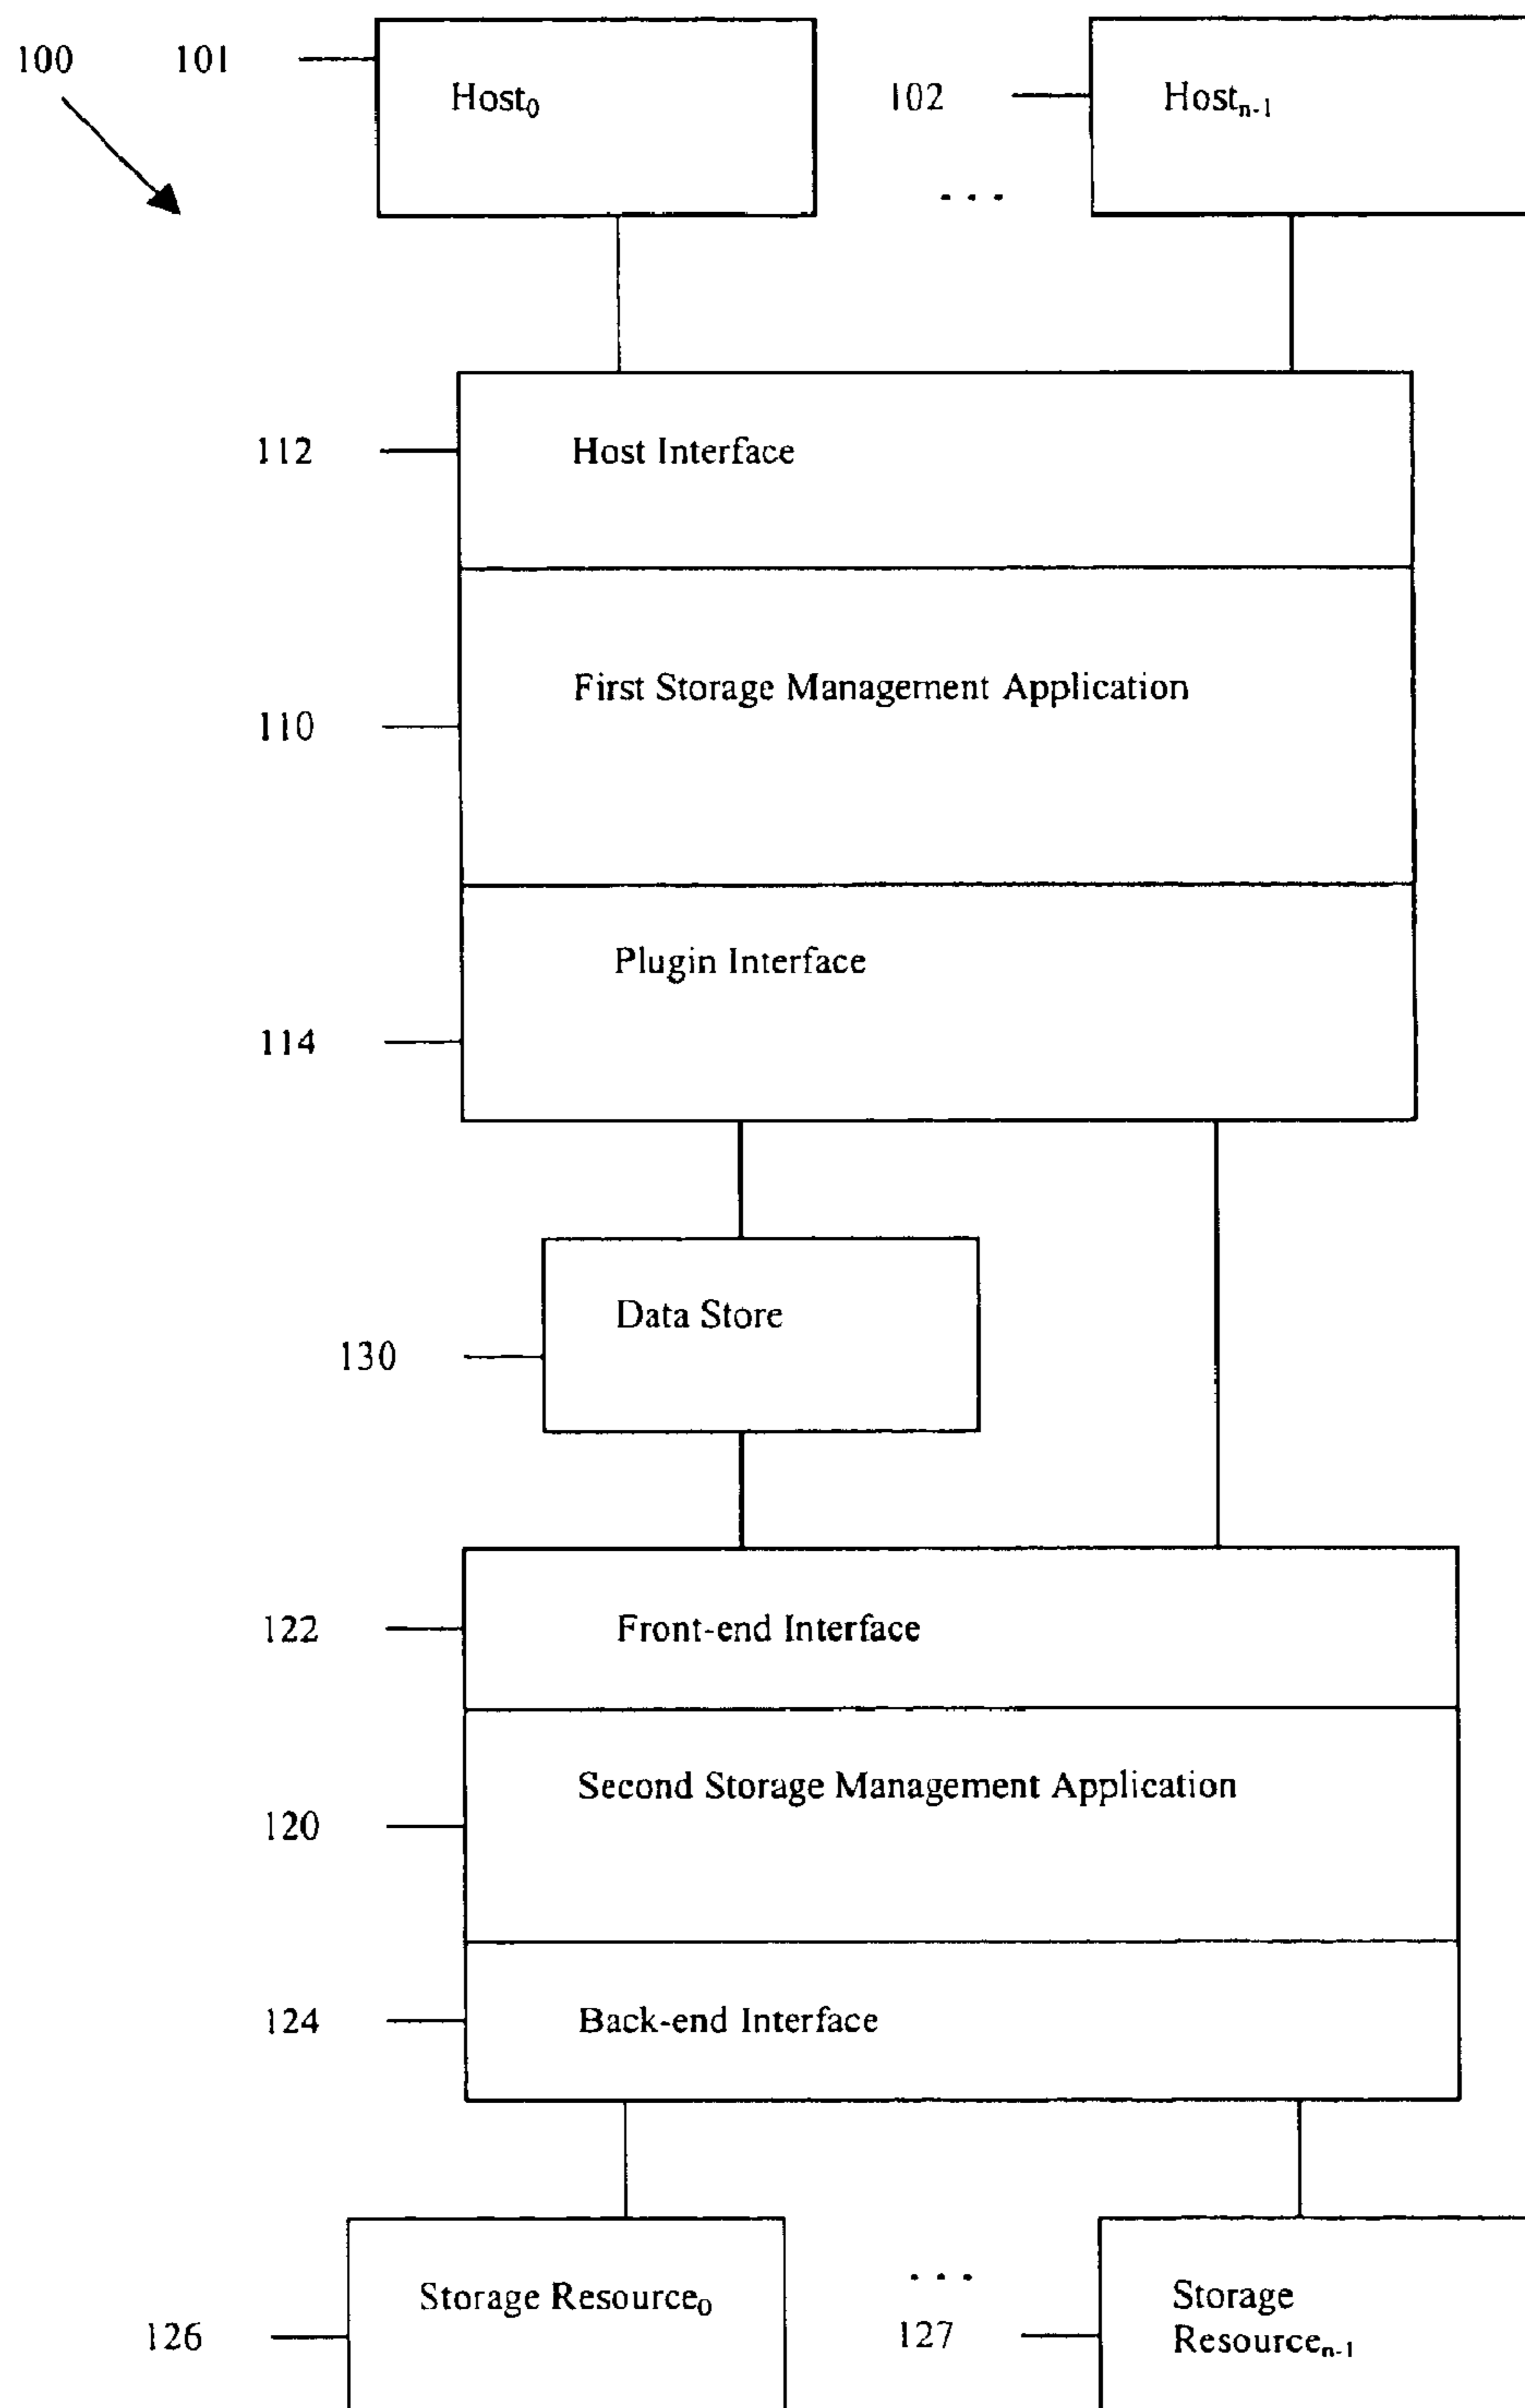 100
101
Host₀
102
Hostₙ₋₁
. . .
112
Host Interface
First Storage Management Application
110
Plugin Interface
114
Data Store
130
122
Front-end Interface
Second Storage Management Application
120
124
Back-end Interface
. . .
Storage Resource₀
Storage
Resourceₙ₋₁
126
127